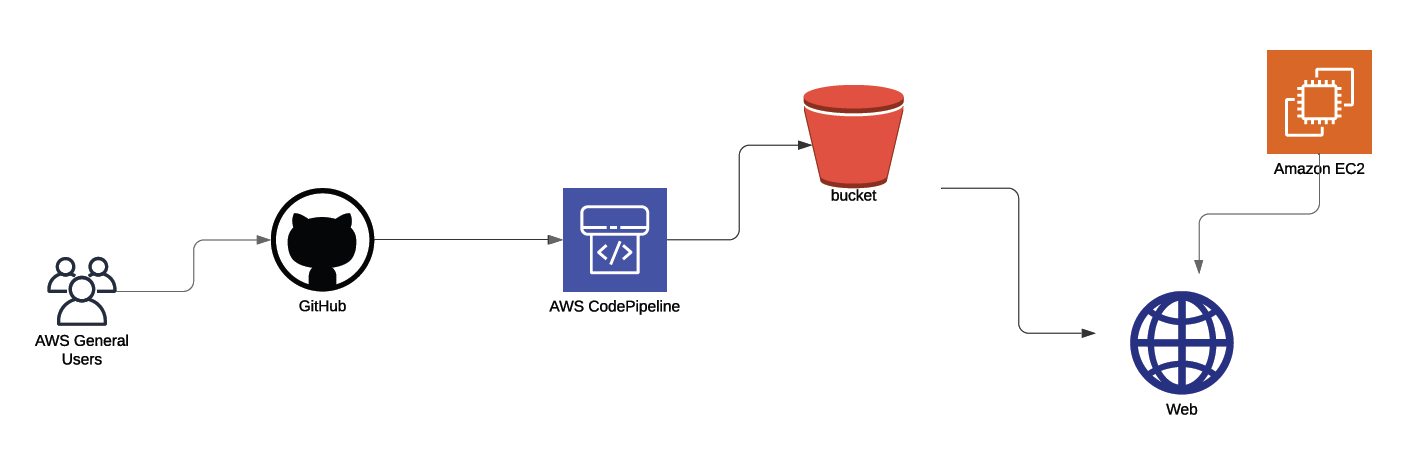 AWS General
Users
GitHub
AWS CodePipeline
bucket
Amazon EC2
Web